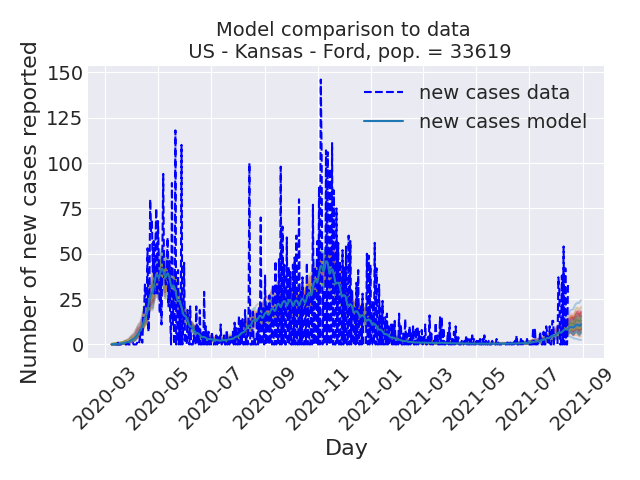 Model comparison to data
US - Kansas - Ford, pop. = 33619
Number of new cases reported
150
125
100
75
50
25
0
new cases data
new cases model
2020-03
2020-05
2020-07
2020-09
2020-11
2021-01
2021-03
2021-05
2021-07
2021-09
Day